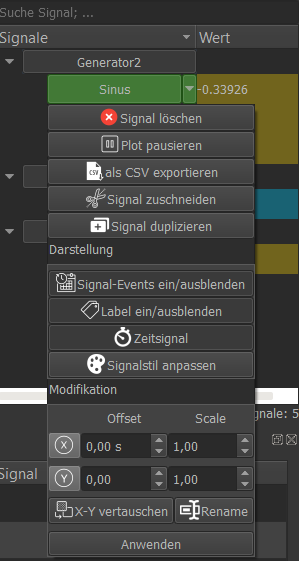 Suche Signal; ...
Signale Wert
Generator2
Sinus -0.33926
Signal löschen
Plot pausieren
CSV als CSV exportieren
Signal zuschneiden
Signal duplizieren
Darstellung
Signal-Events ein/ausblenden
Label ein/ausblenden
Zeitsignal
Signalstil anpassen
Modifikation
gnale: 5
Offset Scale
X 0,00 s 1,00
Signal
Y 0,00 1,00
X-Y vertauschen Rename
Anwenden